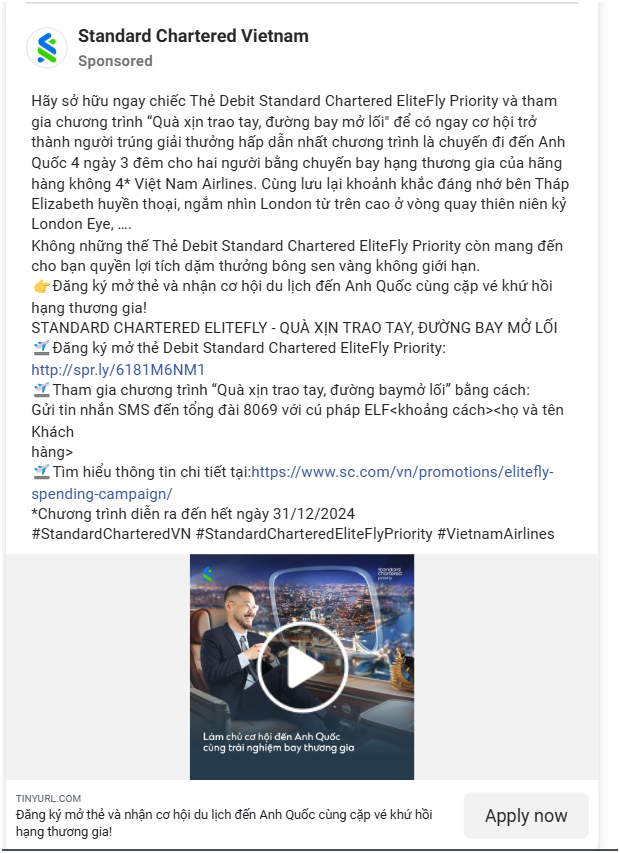 Standard Chartered Vietnam
Sponsored
Hãy sở hữu ngay chiếc Thẻ Debit Standard Chartered EliteFly Priority và tham
gia chương trình “Quà xịn trao tay, đường bay mở lối" để có ngay cơ hội trở
thành người trúng giải thưởng hấp dẫn nhất chương trình là chuyến đi đến Anh
Quốc 4 ngày 3 đêm cho hai người bằng chuyến bay hạng thương gia của hãng
hàng không 4* Việt Nam Airlines. Cùng lưu lại khoảnh khắc đáng nhớ bên Tháp
Elizabeth huyền thoại, ngắm nhìn London từ trên cao ở vòng quay thiên niên kỷ
London Eye, ....
Không những thế Thẻ Debit Standard Chartered EliteFly Priority còn mang đến
cho bạn quyền lợi tích dặm thưởng bông sen vàng không giới hạn.
👉Đăng ký mở thẻ và nhận cơ hội du lịch đến Anh Quốc cùng cặp vé khứ hồi
hạng thương gia!
STANDARD CHARTERED ELITEFLY - QUÀ XỊN TRAO TAY, ĐƯỜNG BAY MỞ LỐI
🛫Đăng ký mở thẻ Debit Standard Chartered EliteFly Priority:
http://spr.ly/6181M6NM1
🛫Tham gia chương trình “Quà xịn trao tay, đường baymở lối” bằng cách:
Gửi tin nhắn SMS đến tổng đài 8069 với cú pháp ELF<khoảng cách><họ và tên
Khách
hàng>
🛫Tìm hiểu thông tin chi tiết tại:https://www.sc.com/vn/promotions/elitefly-
spending-campaign/
*Chương trình diễn ra đến hết ngày 31/12/2024
#StandardCharteredVN #StandardCharteredEliteFlyPriority #VietnamAirlines
standard
chartered
priority
Làm chủ cơ hội đến Anh Quốc
cùng trải nghiệm bay thương gia
TINYURL.COM
Đăng ký mở thẻ và nhận cơ hội du lịch đến Anh Quốc cùng cặp vé khứ hồi
hạng thương gia!
Apply now